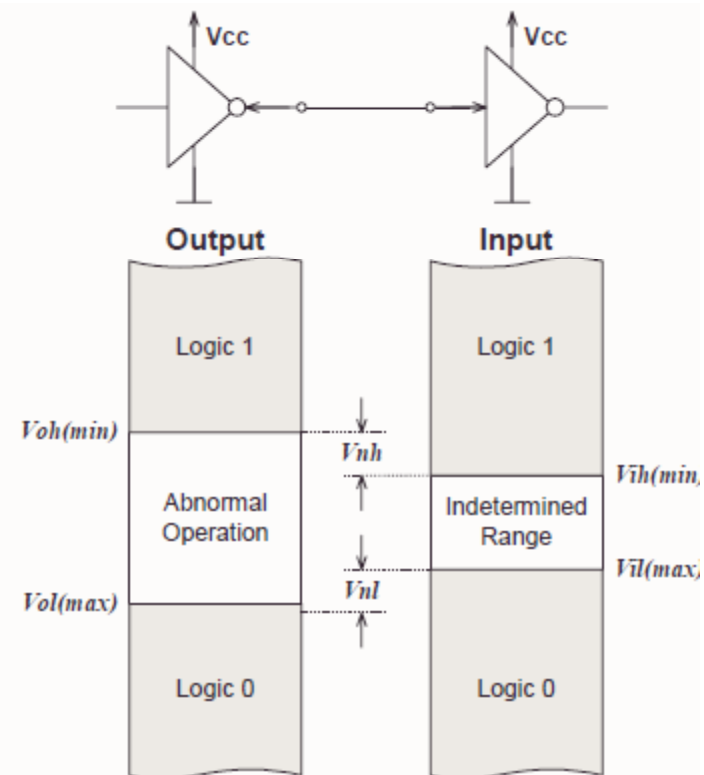 Vcc
Vcc
Output
Input
Logic 1
Logic 1
Voh(min)
Vnh
Vih(min)
Abnormal
Operation
Indetermined
Range
Vil(max)
Vnl
Vol(max)
Logic 0
Logic 0